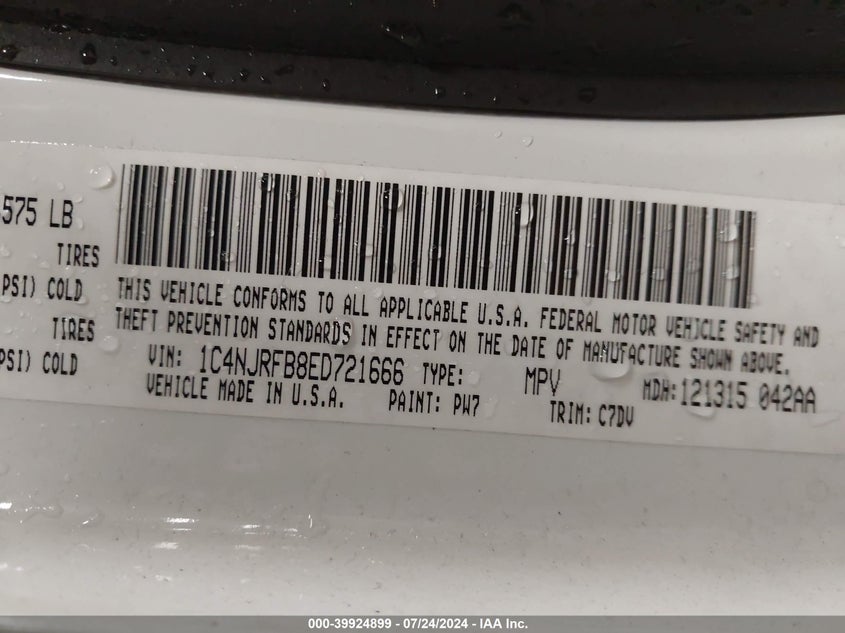 575 LB
TIRES
PSI) COLD
TIRES
PSI) COLD
THIS VEHICLE CONFORMS TO ALL APPLICABLE U.S.A. FEDERAL MOTOR VEHICLE SAFETY AND
THEFT PREVENTION STANDARDS IN EFFECT ON THE DATE OF MANUFACTURE SHOWN ABOVE.
VIN: 1C4NJRFB8ED721666 TYPE: MPV MDH:121315 042AA
VEHICLE MADE IN U.S.A. PAINT: PW7 TRIM: C7DV
000-39924899 - 07/24/2024 - IAA Inc.